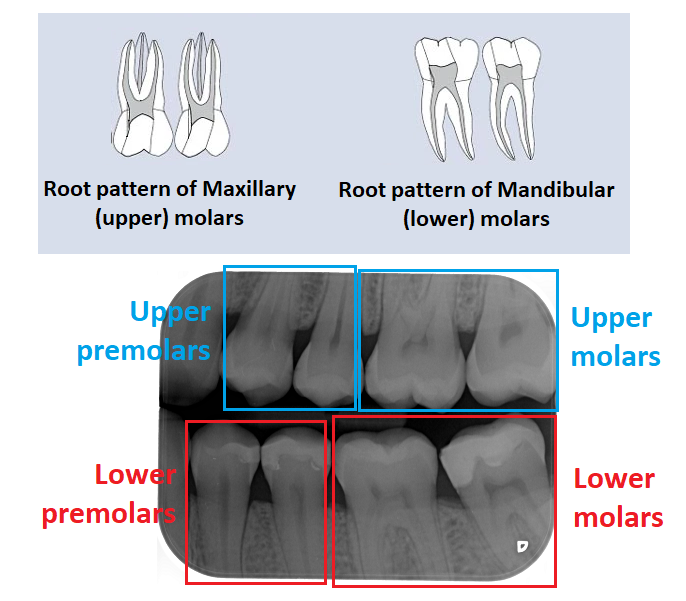 Root pattern of Maxillary
(upper) molars
Root pattern of Mandibular
(lower) molars
Upper
premolars
Upper
molars
Lower
premolars
Lower
molars
D